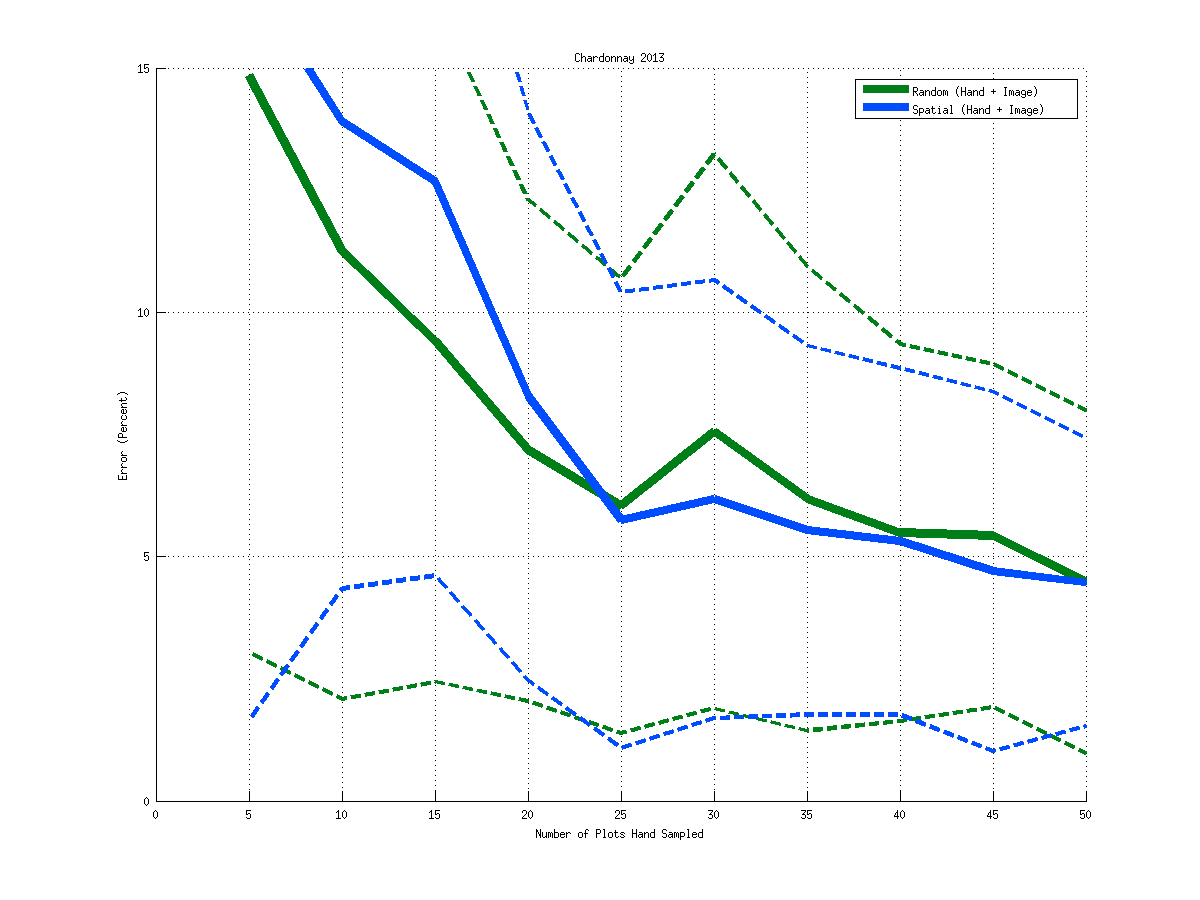 Chardonnay 2013
Random (Hand + Image)
Spatial (Hand + Image)
15
10
5
0
Error (Percent)
0 5 10 15 20 25 30 35 40 45 50
Number of Plots Hand Sampled